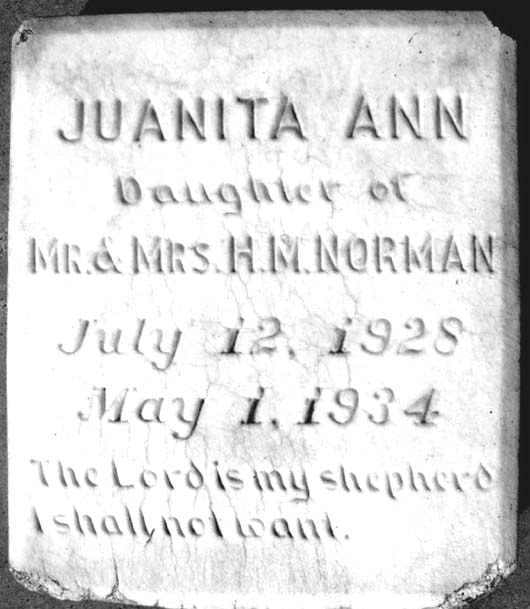 JUANITA ANN
Daughter of
MR. & MRS. H. M. NORMAN
July 12, 1928
May 1, 1934
The Lord is my shepherd
I shall not want.